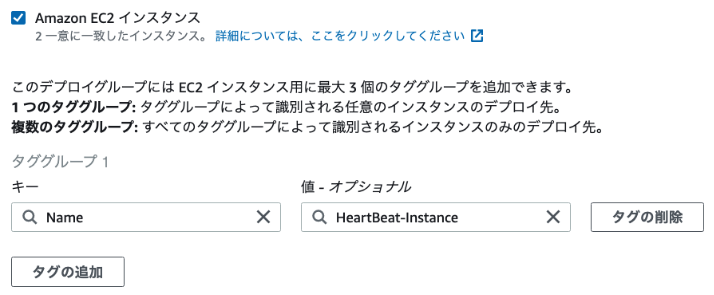 Amazon EC2 インスタンス
2 一意に一致したインスタンス。 詳細については、ここをクリックしてください
このデプロイグループには EC2 インスタンス用に最大 3 個のタググループを追加できます。
1 つのタググループ: タググループによって識別される任意のインスタンスのデプロイ先。
複数のタググループ: すべてのタググループによって識別されるインスタンスのみのデプロイ先。
タググループ 1
キー
値 - オプショナル
Name
HeartBeat-Instance
タグの削除
タグの追加